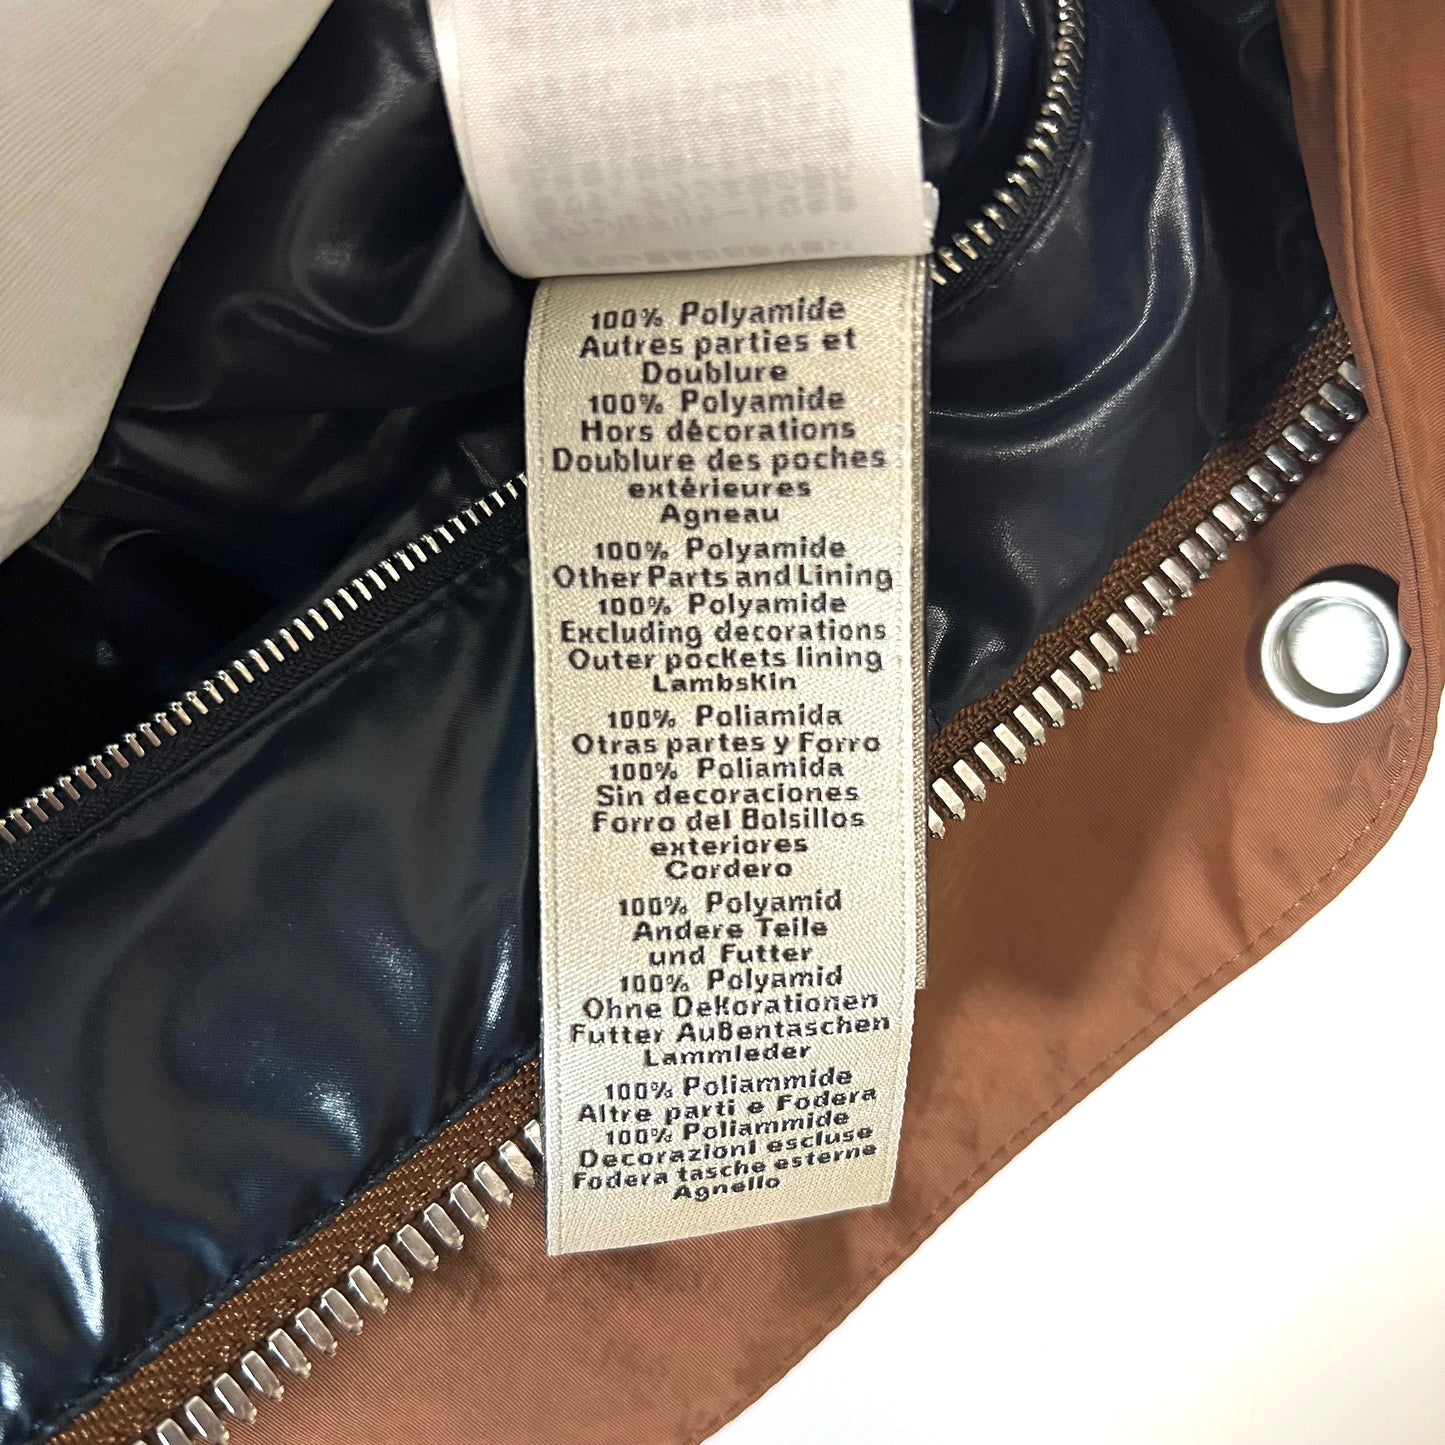 100% Polyamide
Autres parties et
Doublure
100% Polyamide
Hors décorations
Doublure des poches
extérieures
Agneau
100% Polyamide
Other Parts and Lining
100% Polyamide
Excluding decorations
Outer pockets lining
Lambskin
100% Poliamida
Otras partes y Forro
100% Poliamida
Sin decoraciones
Forro del Bolsillos
exteriores
Cordero
100% Polyamid
Andere Teile
und Futter
100% Polyamid
Ohne Dekorationen
Futter Außentaschen
Lammleder
100% Poliammide
Altre parti e Fodera
100% Poliammide
Decorazioni escluse
Fodera tasche esterne
Agnello